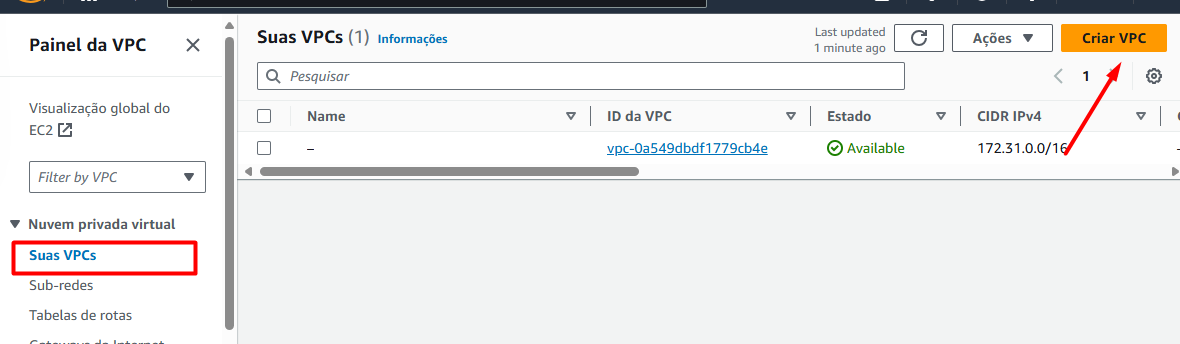 Painel da VPC
Visualização global do
EC2
Filter by VPC
Nuvem privada virtual
Suas VPCs
Sub-redes
Tabelas de rotas
Suas VPCs (1) Informações
Last updated
1 minute ago
Ações
Criar VPC
Pesquisar
1
Name ID da VPC Estado CIDR IPv4
– vpc-0a549dbdf1779cb4e Available 172.31.0.0/16